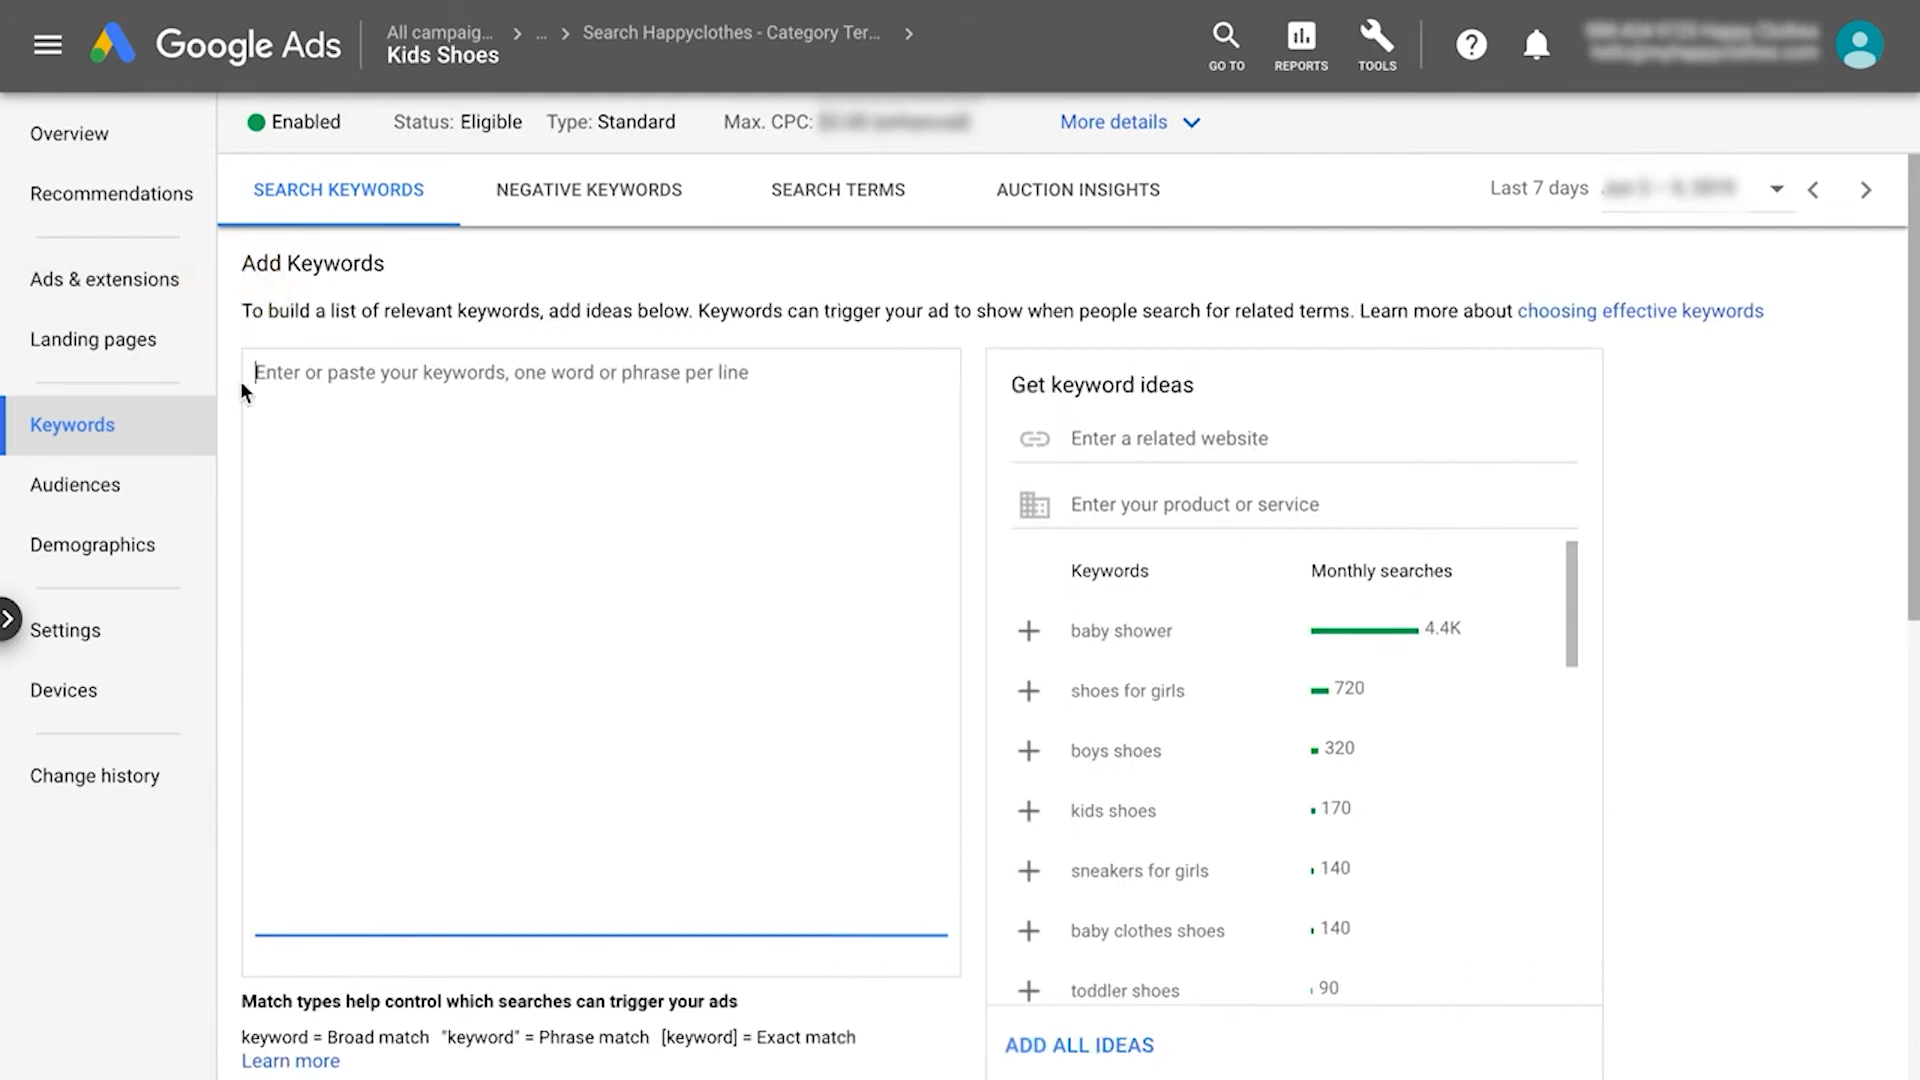 Google Ads
All campaig... > ... > Search Happyclothes - Category Ter... >
Kids Shoes
GO TO
REPORTS
TOOLS
Enabled Status: Eligible Type: Standard Max. CPC:
More details
Overview
Recommendations
Ads & extensions
Landing pages
Keywords
Audiences
Demographics
Settings
Devices
Change history
SEARCH KEYWORDS
NEGATIVE KEYWORDS
SEARCH TERMS
AUCTION INSIGHTS
Last 7 days
Add Keywords
To build a list of relevant keywords, add ideas below. Keywords can trigger your ad to show when people search for related terms. Learn more about choosing effective keywords
Enter or paste your keywords, one word or phrase per line
Match types help control which searches can trigger your ads
keyword = Broad match "keyword" = Phrase match [keyword] = Exact match
Learn more
Get keyword ideas
Enter a related website
Enter your product or service
Keywords Monthly searches
baby shower 4.4K
shoes for girls 720
boys shoes 320
kids shoes 170
sneakers for girls 140
baby clothes shoes 140
toddler shoes 90
ADD ALL IDEAS